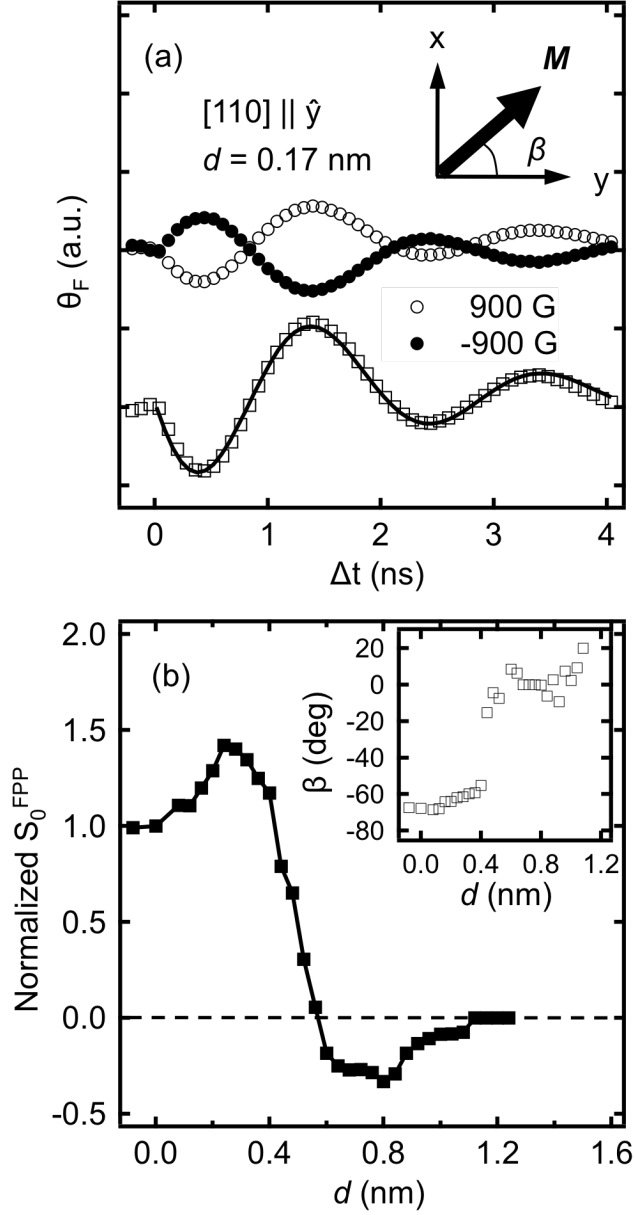 (a)
x
M
[110] || ŷ
d = 0.17 nm
β
y
θF (a.u.)
900 G
-900 G
0 1 2 3 4
Δt (ns)
(b)
2.0
1.5
1.0
0.5
0.0
-0.5
Normalized S0^FPP
20
0
-20
-40
-60
-80
β (deg)
0.0 0.4 0.8 1.2
d (nm)
0.0 0.4 0.8 1.2 1.6
d (nm)